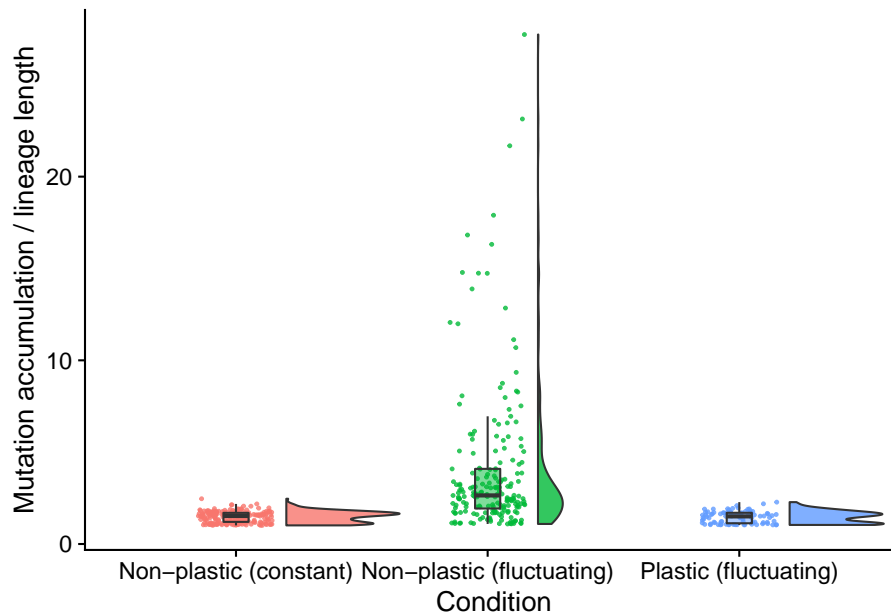 Mutation accumulation / lineage length
20
10
0
Non−plastic (constant) Non−plastic (fluctuating) Plastic (fluctuating)
Condition